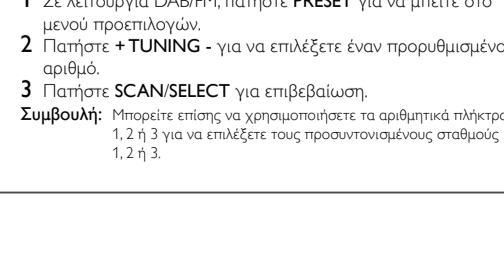 1 Σε λειτουργία DAB/FM, πατήστε PRESET για να μπείτε στο
μενού προεπιλογών.
2 Πατήστε + TUNING - για να επιλέξετε έναν προρυθμισμένο
αριθμό.
3 Πατήστε SCAN/SELECT για επιβεβαίωση.
Συμβουλή: Μπορείτε επίσης να χρησιμοποιήσετε τα αριθμητικά πλήκτρα
1, 2 ή 3 για να επιλέξετε τους προσυντονισμένους σταθμούς
1, 2 ή 3.